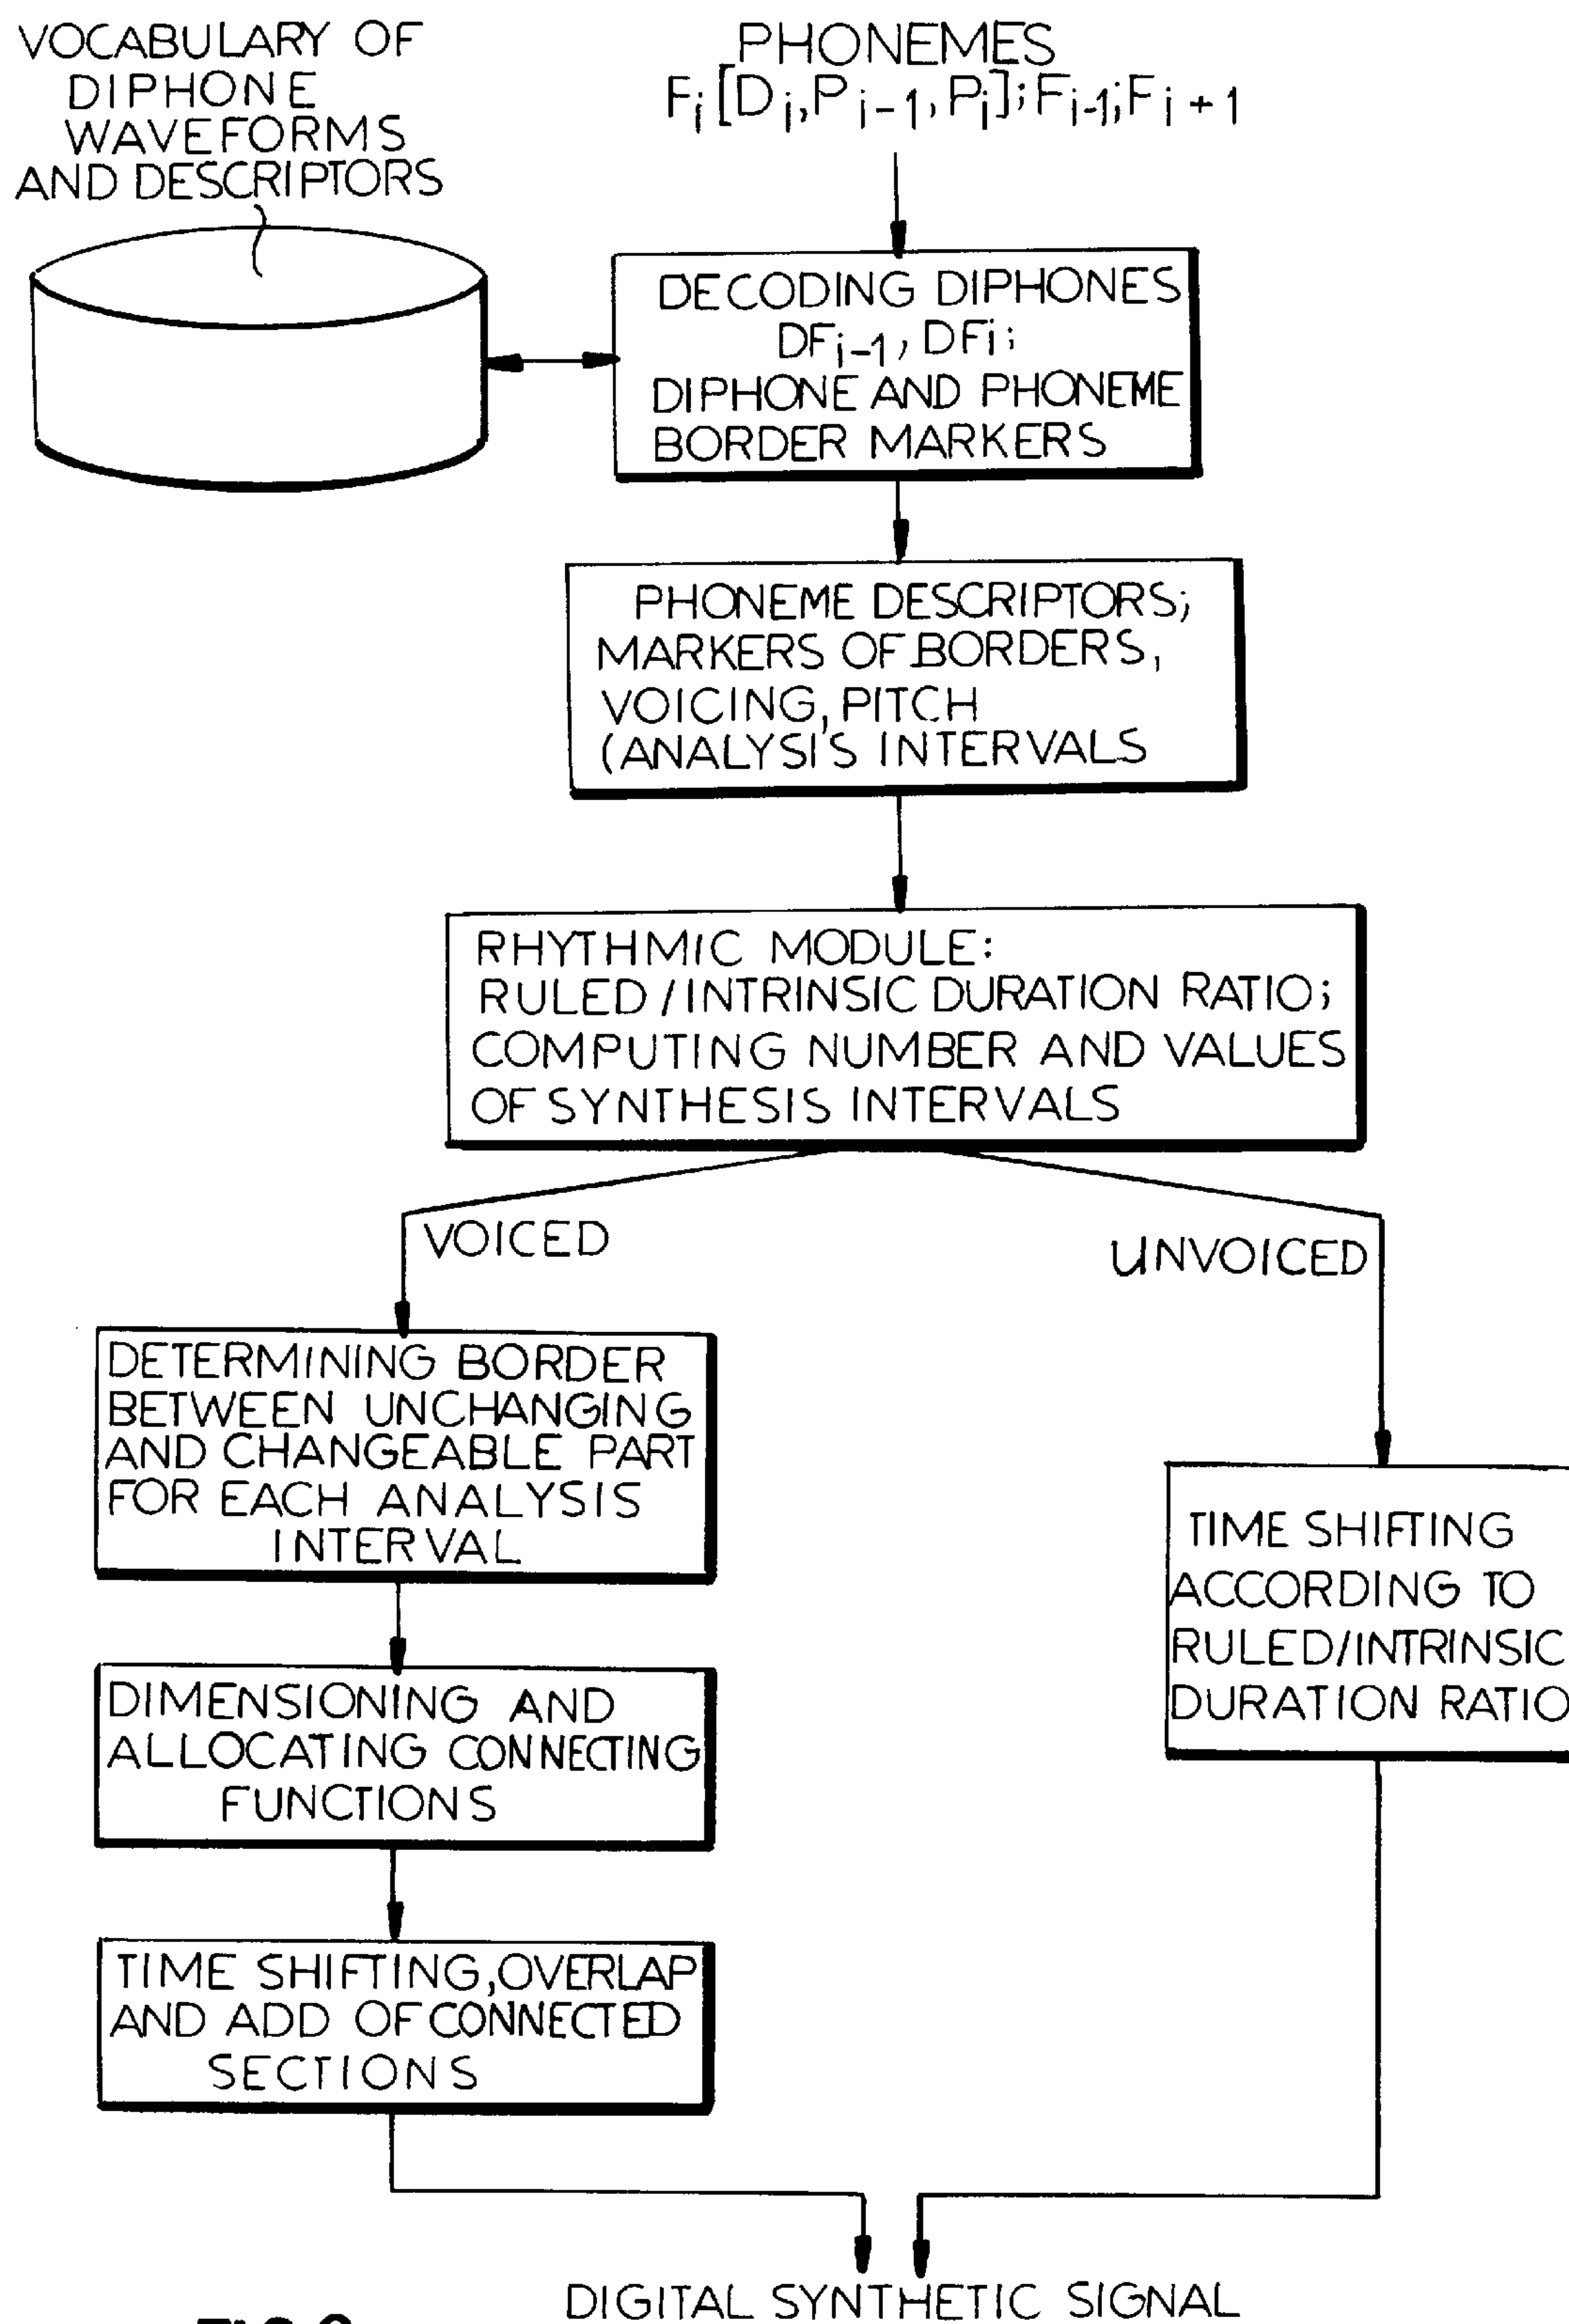 VOCABULARY OF
DIPHONE
WAVEFORMS
AND DESCRIPTORS
PHONEMES
Fi [Di, Pi-1, Pi]; Fi-1; Fi+1
DECODING DIPHONES
DFi-1, DFi;
DIPHONE AND PHONEME
BORDER MARKERS
PHONEME DESCRIPTORS;
MARKERS OF BORDERS,
VOICING, PITCH
(ANALYSIS INTERVALS
RHYTHMIC MODULE:
RULED/INTRINSIC DURATION RATIO;
COMPUTING NUMBER AND VALUES
OF SYNTHESIS INTERVALS
VOICED
UNVOICED
DETERMINING BORDER
BETWEEN UNCHANGING
AND CHANGEABLE PART
FOR EACH ANALYSIS
INTERVAL
DIMENSIONING AND
ALLOCATING CONNECTING
FUNCTIONS
TIME SHIFTING, OVERLAP
AND ADD OF CONNECTED
SECTIONS
TIME SHIFTING
ACCORDING TO
RULED/INTRINSIC
DURATION RATIO
DIGITAL SYNTHETIC SIGNAL